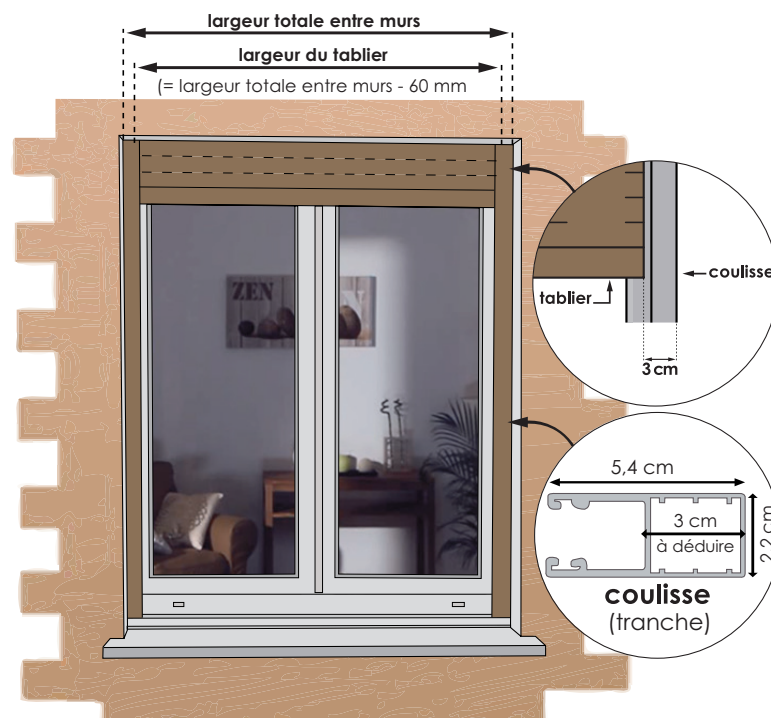 largeur totale entre murs
largeur du tablier
(= largeur totale entre murs - 60 mm
ZEN
coulisse
tablier
3 cm
5,4 cm
3 cm
à déduire
2,2 cm
coulisse
(tranche)